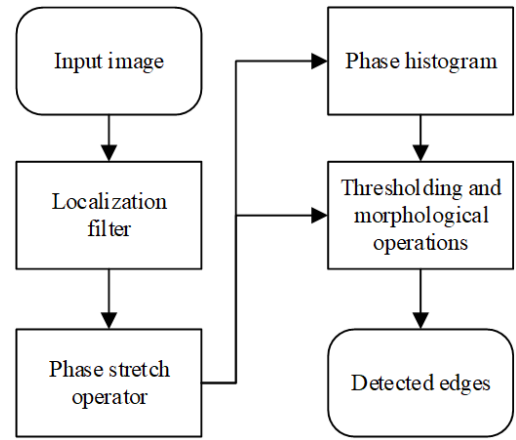 Input image
Localization
filter
Phase stretch
operator
Phase histogram
Thresholding and
morphological
operations
Detected edges